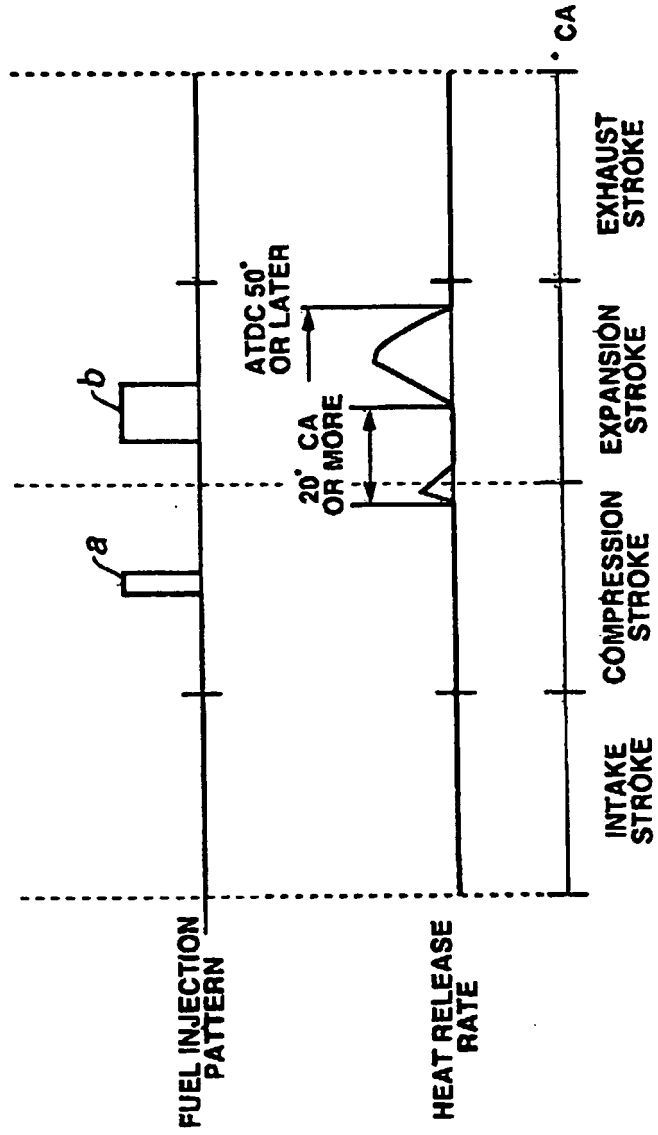 FUEL INJECTION
PATTERN
a
b
HEAT RELEASE
RATE
20° CA
OR MORE
ATDC 50°
OR LATER
INTAKE
STROKE
COMPRESSION
STROKE
EXPANSION
STROKE
EXHAUST
STROKE
° CA